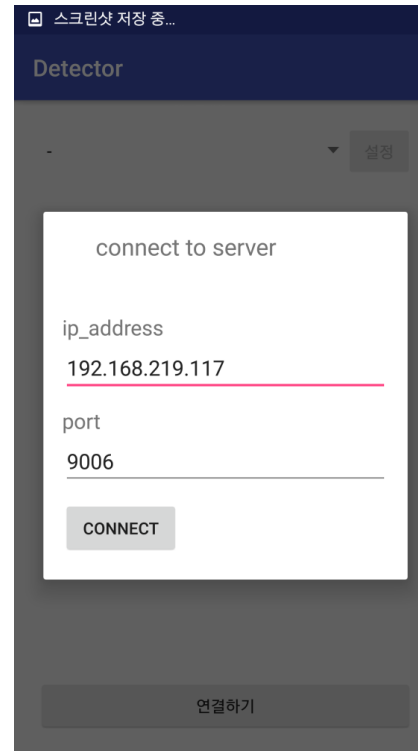 스크린샷 저장 중...
Detector
- 설정
connect to server
ip_address
192.168.219.117
port
9006
CONNECT
연결하기